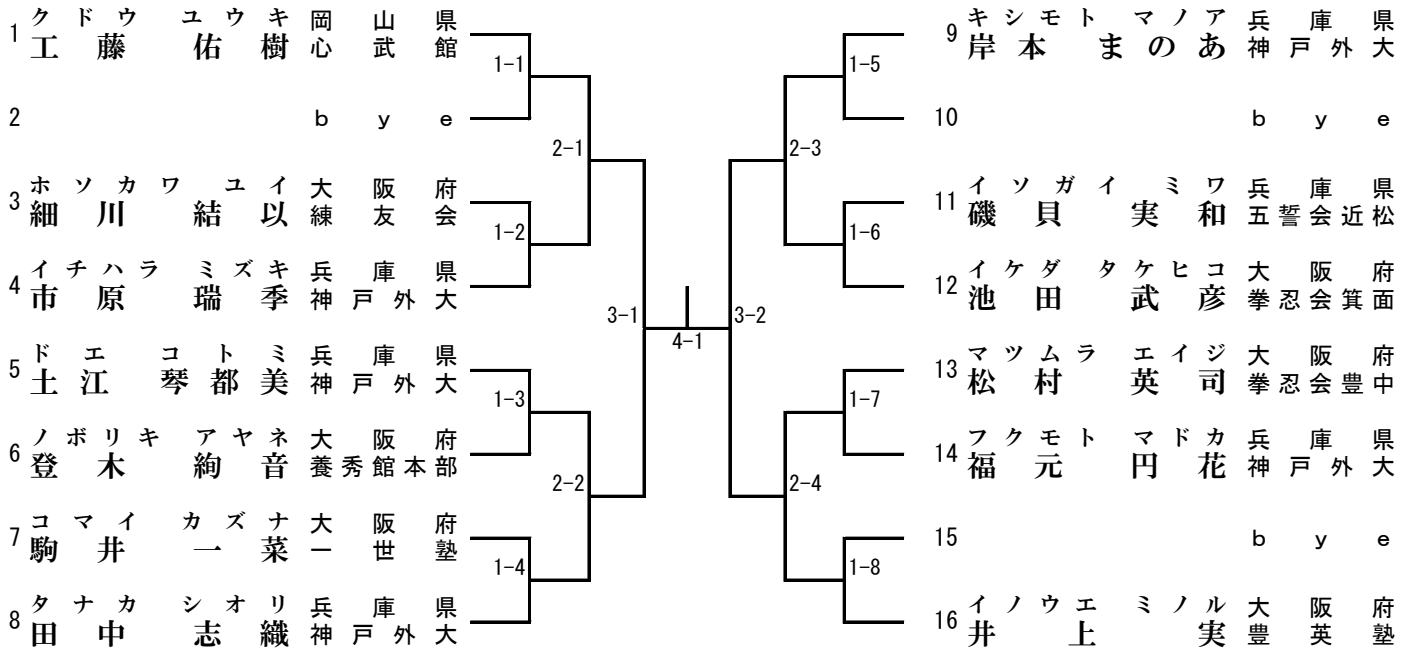 クドウ ユウキ 岡山県
1 工藤 佑樹 心武館
1-1
2 bye
2-1
ホソカワ ユイ 大阪府
3 細川 結以 練友会
1-2
イチハラ ミズキ 兵庫県
4 市原 瑞季 神戸外大
3-1
ドエ コトミ 兵庫県
5 土江 琴都美 神戸外大
1-3
ノボリキ アヤネ 大阪府
6 登木 絢音 養秀館本部
2-2
コマイ カズナ 大阪府
7 駒井 一菜 一世塾
1-4
タナカ シオリ 兵庫県
8 田中 志織 神戸外大
4-1
キシモト マノア 兵庫県
9 岸本 まのあ 神戸外大
1-5
10 bye
2-3
イソガイ ミワ 兵庫県
11 磯貝 実和 五誓会近松
1-6
イケダ タケヒコ 大阪府
12 池田 武彦 拳忍会箕面
3-2
マツムラ エイジ 大阪府
13 松村 英司 拳忍会豊中
1-7
フクモト マドカ 兵庫県
14 福元 円花 神戸外大
2-4
15 bye
1-8
イノウエ ミノル 大阪府
16 井上 実 豊英塾